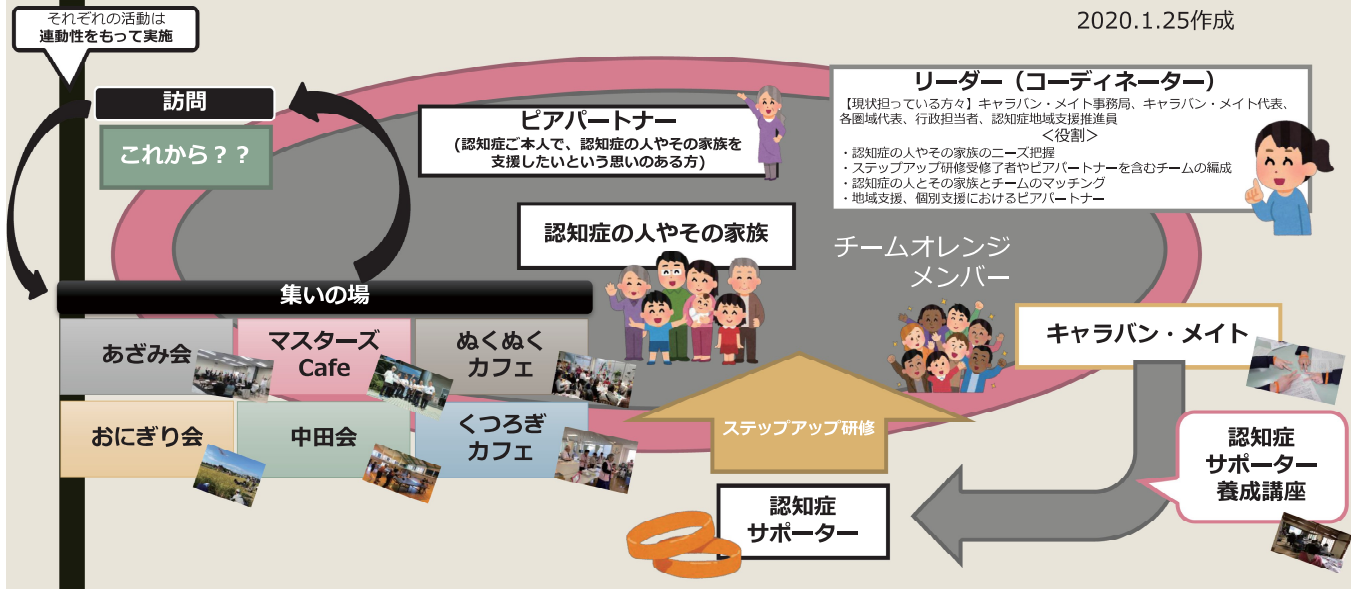 それぞれの活動は
連動性をもって実施
2020.1.25作成
訪問
これから？？
ピアパートナー
(認知症ご本人で、認知症の人やその家族を
支援したいという思いのある方)
リーダー（コーディネーター）
【現状担っている方々】キャラバン・メイト事務局、キャラバン・メイト代表、
各圏域代表、行政担当者、認知症地域支援推進員
＜役割＞
・認知症の人やその家族のニーズ把握
・ステップアップ研修受修了者やピアパートナーを含むチームの編成
・認知症の人とその家族とチームのマッチング
・地域支援、個別支援におけるピアパートナー
認知症の人やその家族
チームオレンジ
メンバー
集いの場
あざみ会
マスターズ
Cafe
ぬくぬく
カフェ
おにぎり会
中田会
くつろぎ
カフェ
キャラバン・メイト
ステップアップ研修
認知症
サポーター
養成講座
認知症
サポーター